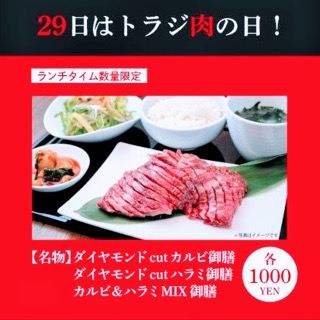 29日はトラジ肉の日！
ランチタイム数量限定
※写真はイメージです
【名物】ダイヤモンドcutカルビ御膳
ダイヤモンドcutハラミ御膳
カルビ＆ハラミMIX御膳
各
1000
YEN